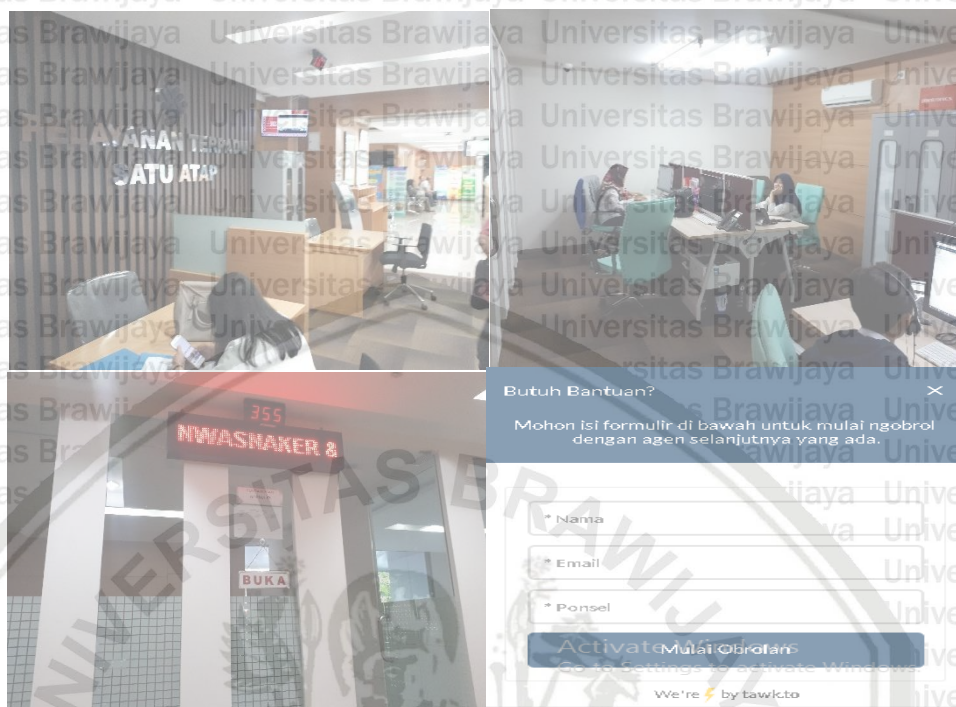 PELAYANAN TERPADU
SATU ATAP
355
NWASNAKER &
BUKA
Butuh Bantuan?
×
Mohon isi formulir di bawah untuk mulai ngobrol
dengan agen selanjutnya yang ada.
* Nama
* Email
* Ponsel
Mulai Obrolan
Activate Windows
Go to Settings to activate Windows.
We're ⚡ by tawk.to
Universitas Brawijaya
UNIVERSITAS BRAWIJAYA